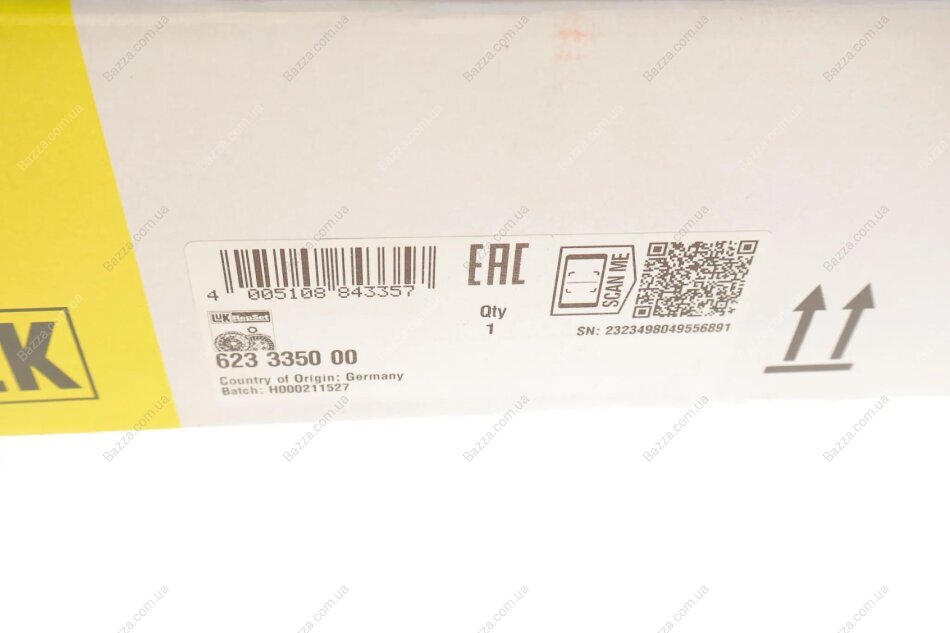 4 005108 843357
EAC
SCAN ME
Qty
1
SN: 2323498049556891
LUK RepSet
623 3350 00
Country of Origin: Germany
Batch: H000211527
Bazza.com.ua